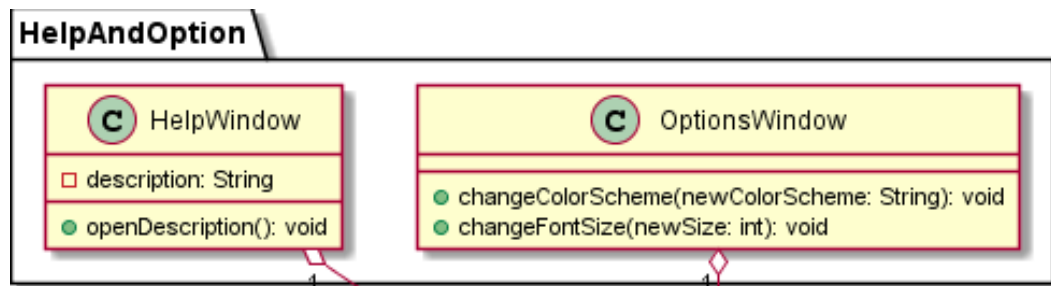 HelpAndOption
C HelpWindow
description: String
openDescription(): void
C OptionsWindow
changeColorScheme(newColorScheme: String): void
changeFontSize(newSize: int): void
1
1